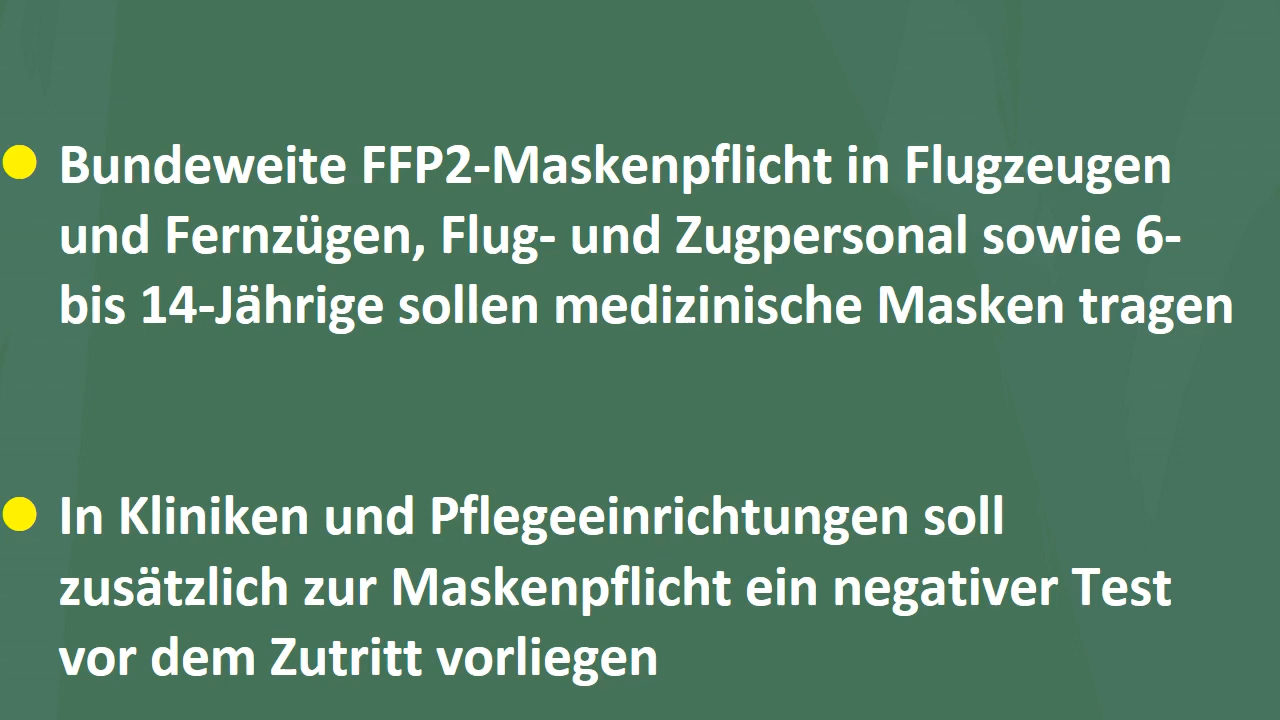 Bundeweite FFP2-Maskenpflicht in Flugzeugen
und Fernzügen, Flug- und Zugpersonal sowie 6-
bis 14-Jährige sollen medizinische Masken tragen
In Kliniken und Pflegeeinrichtungen soll
zusätzlich zur Maskenpflicht ein negativer Test
vor dem Zutritt vorliegen